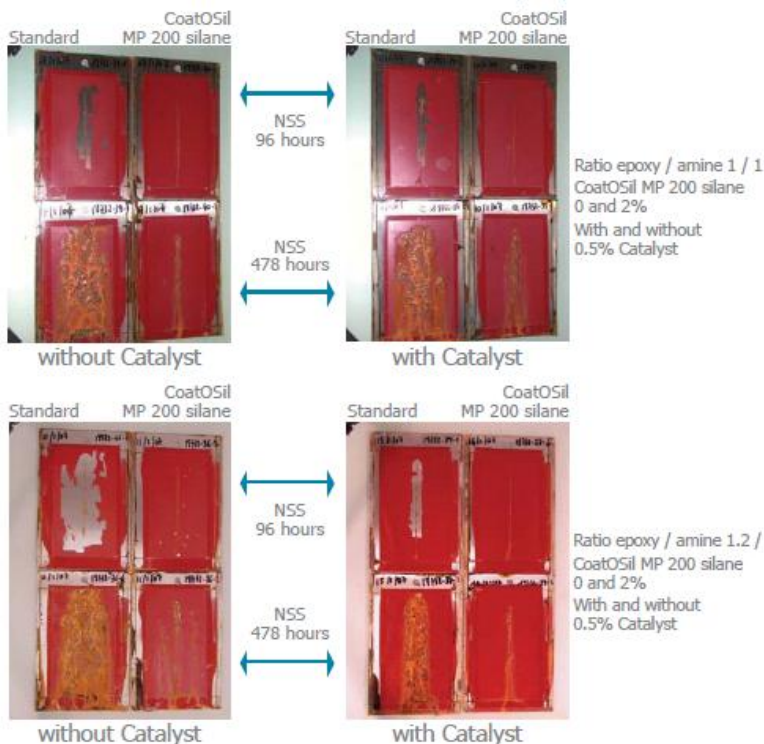 CoatOSil
Standard MP 200 silane
CoatOSil
Standard MP 200 silane
NSS
96 hours
NSS
478 hours
Ratio epoxy / amine 1 / 1
CoatOSil MP 200 silane
0 and 2%
With and without
0.5% Catalyst
without Catalyst
with Catalyst
CoatOSil
Standard MP 200 silane
CoatOSil
Standard MP 200 silane
NSS
96 hours
NSS
478 hours
Ratio epoxy / amine 1.2 /
CoatOSil MP 200 silane
0 and 2%
With and without
0.5% Catalyst
without Catalyst
with Catalyst